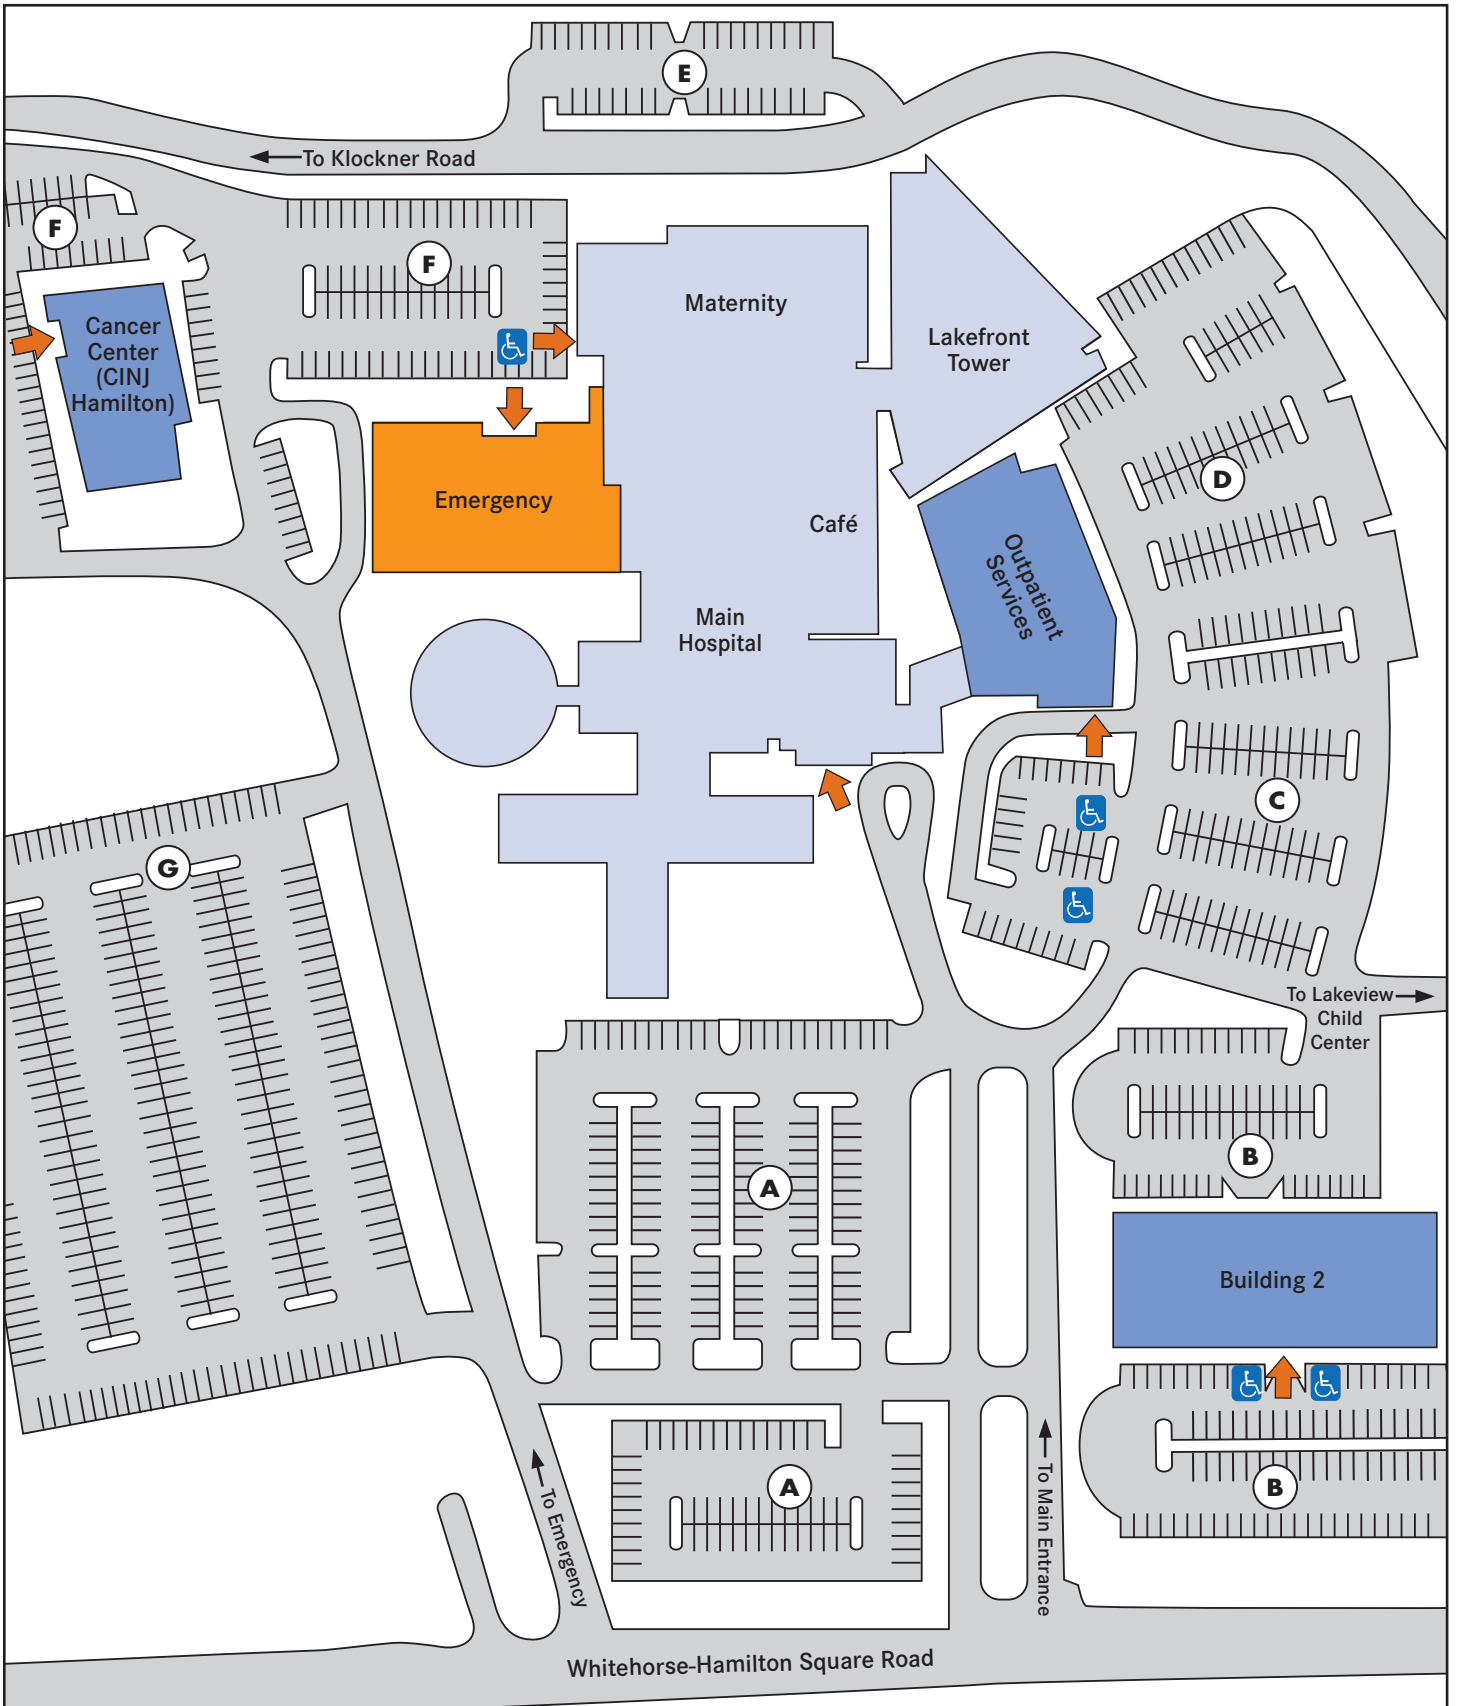 E
To Klockner Road
F
F
Maternity
Lakefront
Tower
Cancer
Center
(CINJ
Hamilton)
D
Emergency
Café
Outpatient
Services
Main
Hospital
C
G
To Lakeview
Child
Center
B
A
Building 2
B
A
To Emergency
To Main Entrance
Whitehorse-Hamilton Square Road